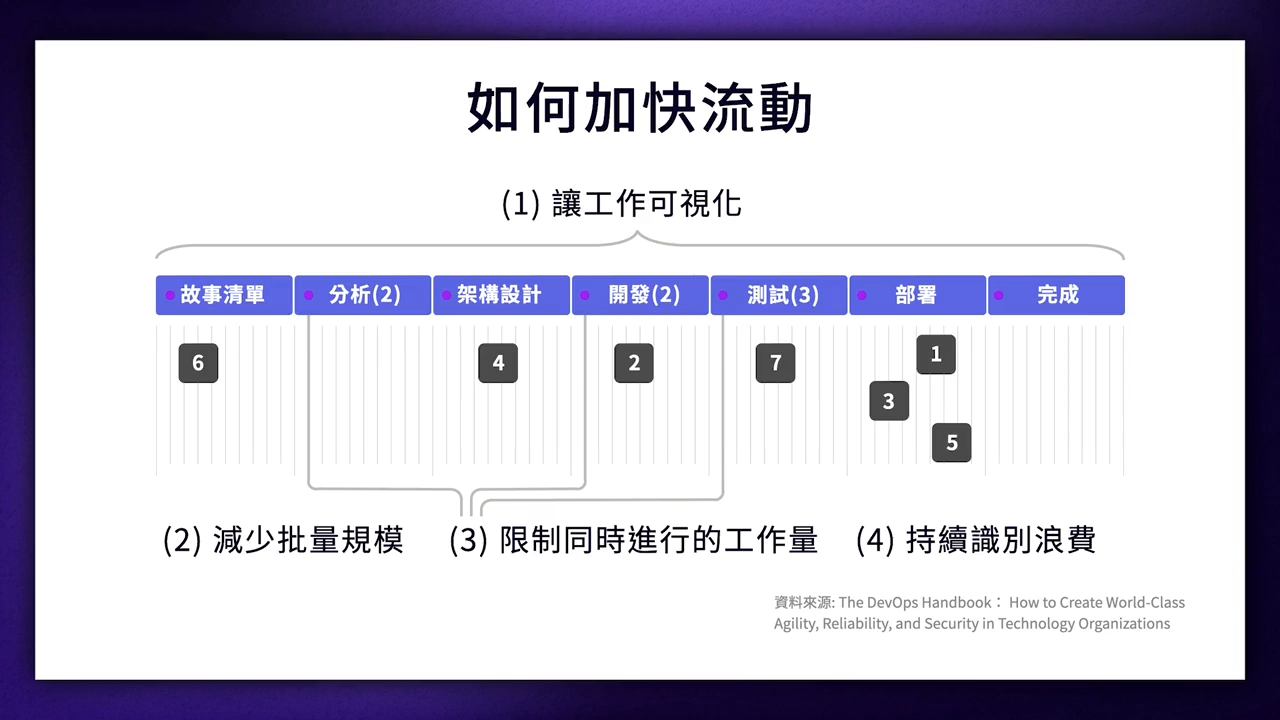 如何加快流動
(1) 讓工作可視化
故事清單 分析(2) 架構設計 開發(2) 測試(3) 部署 完成
6 4 2 7 1
3
5
(2) 減少批量規模 (3) 限制同時進行的工作量 (4) 持續識別浪費
資料來源: The DevOps Handbook： How to Create World-Class
Agility, Reliability, and Security in Technology Organizations